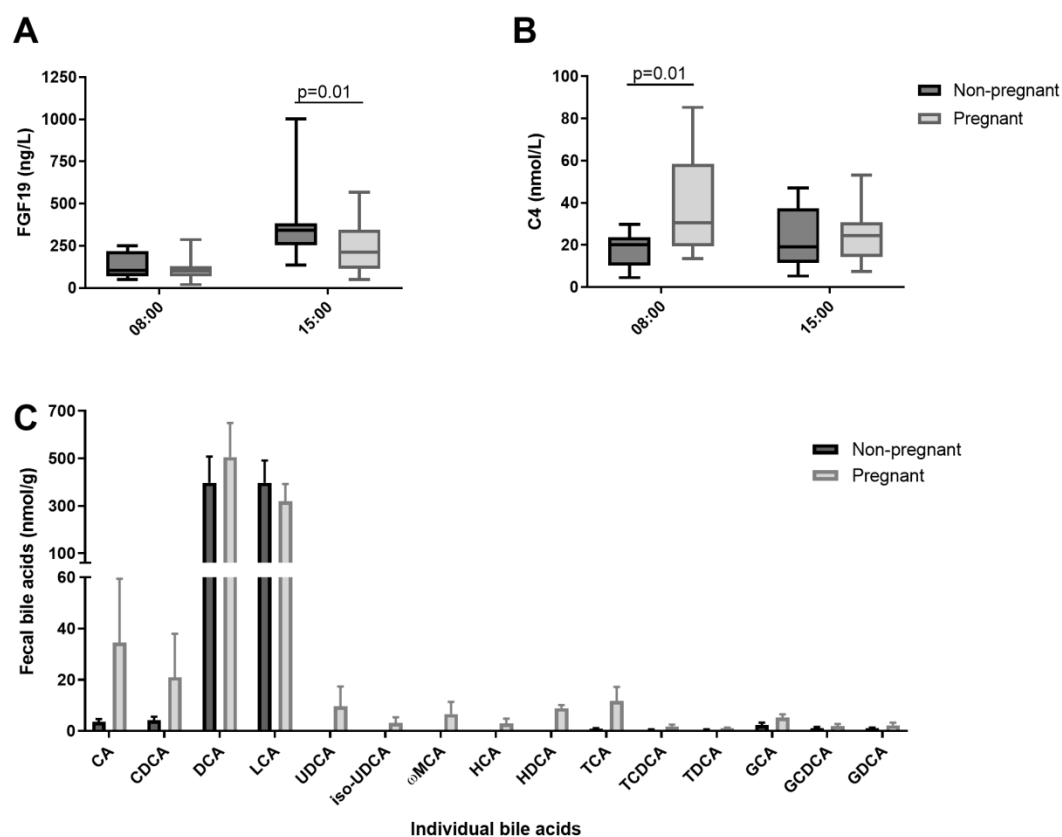 A
FGF19 (ng/L)
1250
1000
750
500
250
0
p=0.01
08:00
15:00
B
C4 (nmol/L)
100
80
60
40
20
0
p=0.01
08:00
15:00
Non-pregnant
Pregnant
C
Fecal bile acids (nmol/g)
700
500
300
100
60
40
20
0
Non-pregnant
Pregnant
CA
CDCA
DCA
LCA
UDCA
iso-UDCA
ωMCA
HCA
HDCA
TCA
TCDCA
TDCA
GCA
GCDCA
GDCA
Individual bile acids